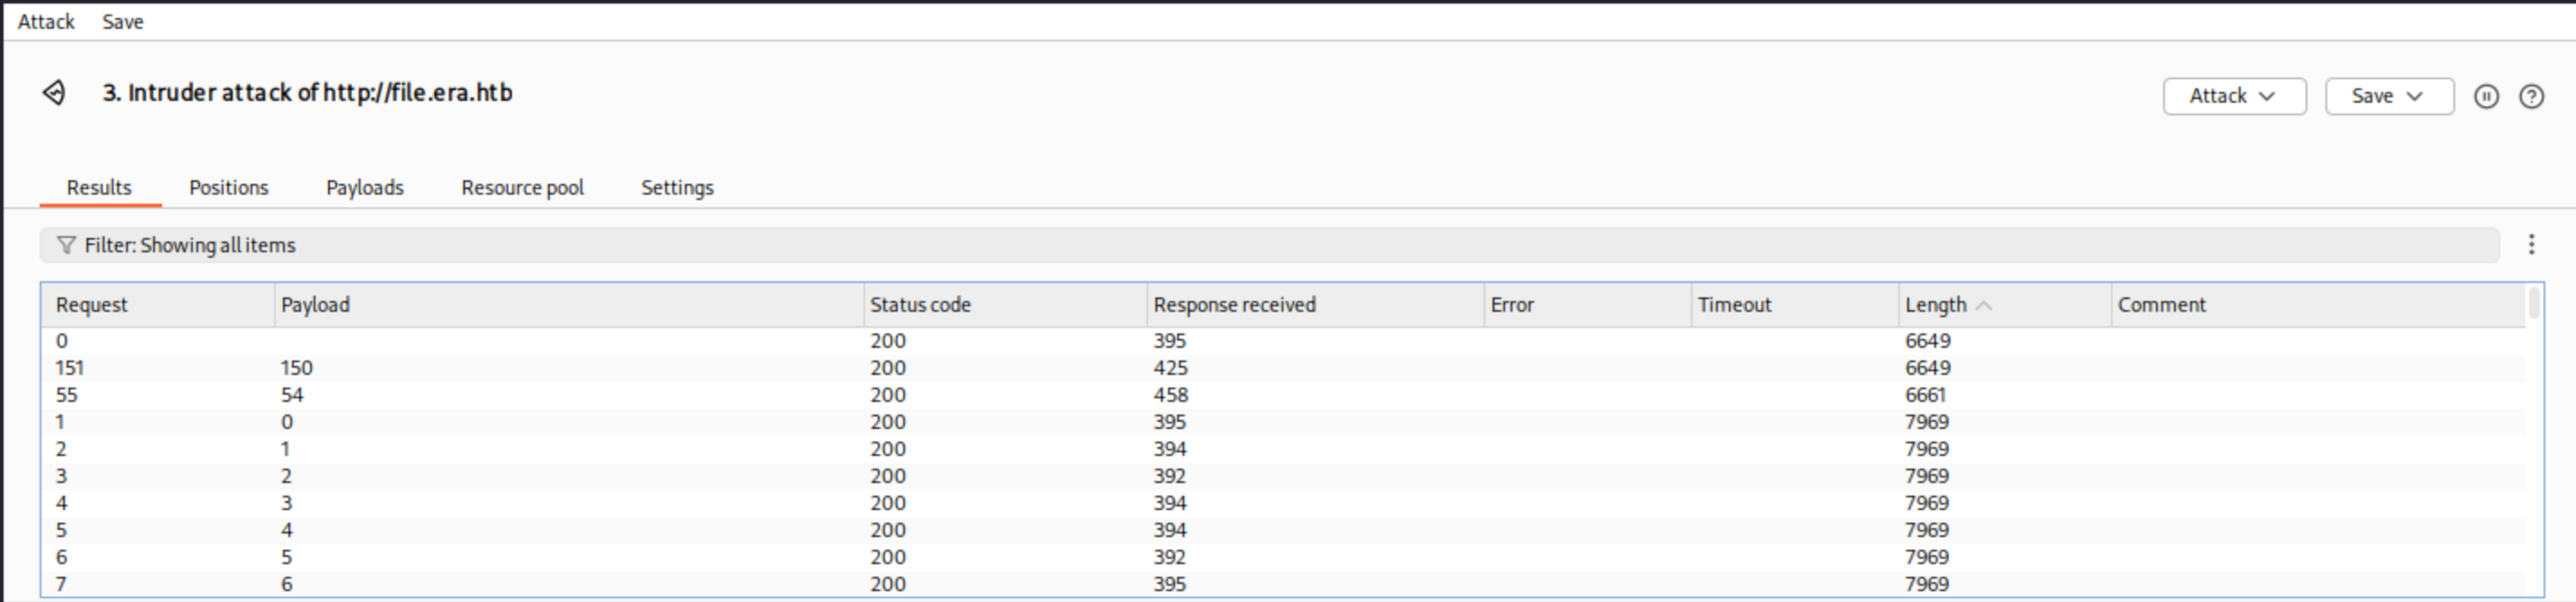 Attack Save
3. Intruder attack of http://file.era.htb
Attack Save
Results Positions Payloads Resource pool Settings
Filter: Showing all items
Request Payload Status code Response received Error Timeout Length Comment
0 200 395 6649
151 150 200 425 6649
55 54 200 458 6661
1 0 200 395 7969
2 1 200 394 7969
3 2 200 392 7969
4 3 200 394 7969
5 4 200 394 7969
6 5 200 392 7969
7 6 200 395 7969